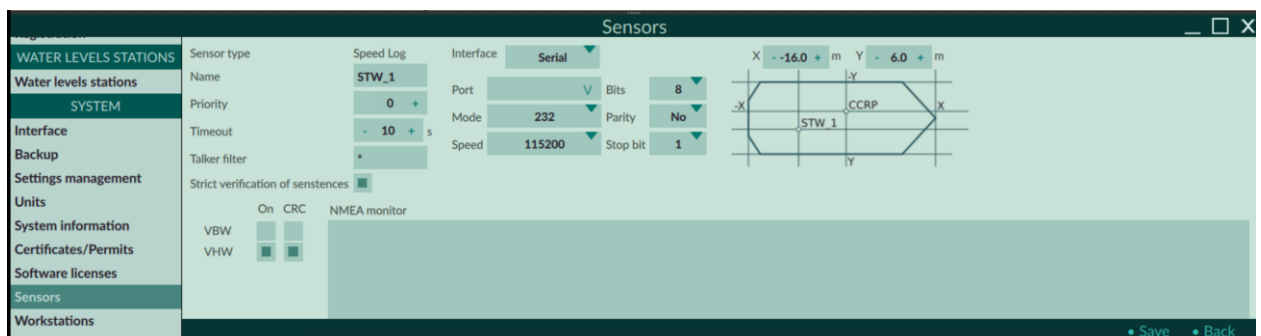 Sensors
X
WATER LEVELS STATIONS
Water levels stations
SYSTEM
Interface
Backup
Settings management
Units
System information
Certificates/Permits
Software licenses
Sensors
Workstations
Sensor type Speed Log
Name STW_1
Priority - 0 +
Timeout - 10 + s
Talker filter *
Strict verification of senstences
On CRC NMEA monitor
VBW
VHW
Interface Serial
Port V Bits 8
Mode 232 Parity No
Speed 115200 Stop bit 1
X - -16.0 + m Y - 6.0 + m
-Y
-X CCRP X
STW_1
Y
• Save • Back